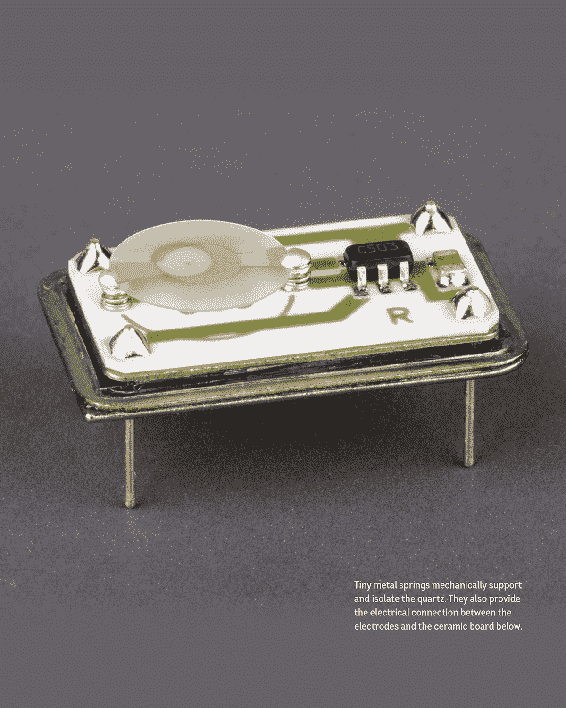 R
Tiny metal springs mechanically support
and isolate the quartz. They also provide
the electrical connection between the
electrodes and the ceramic board below.